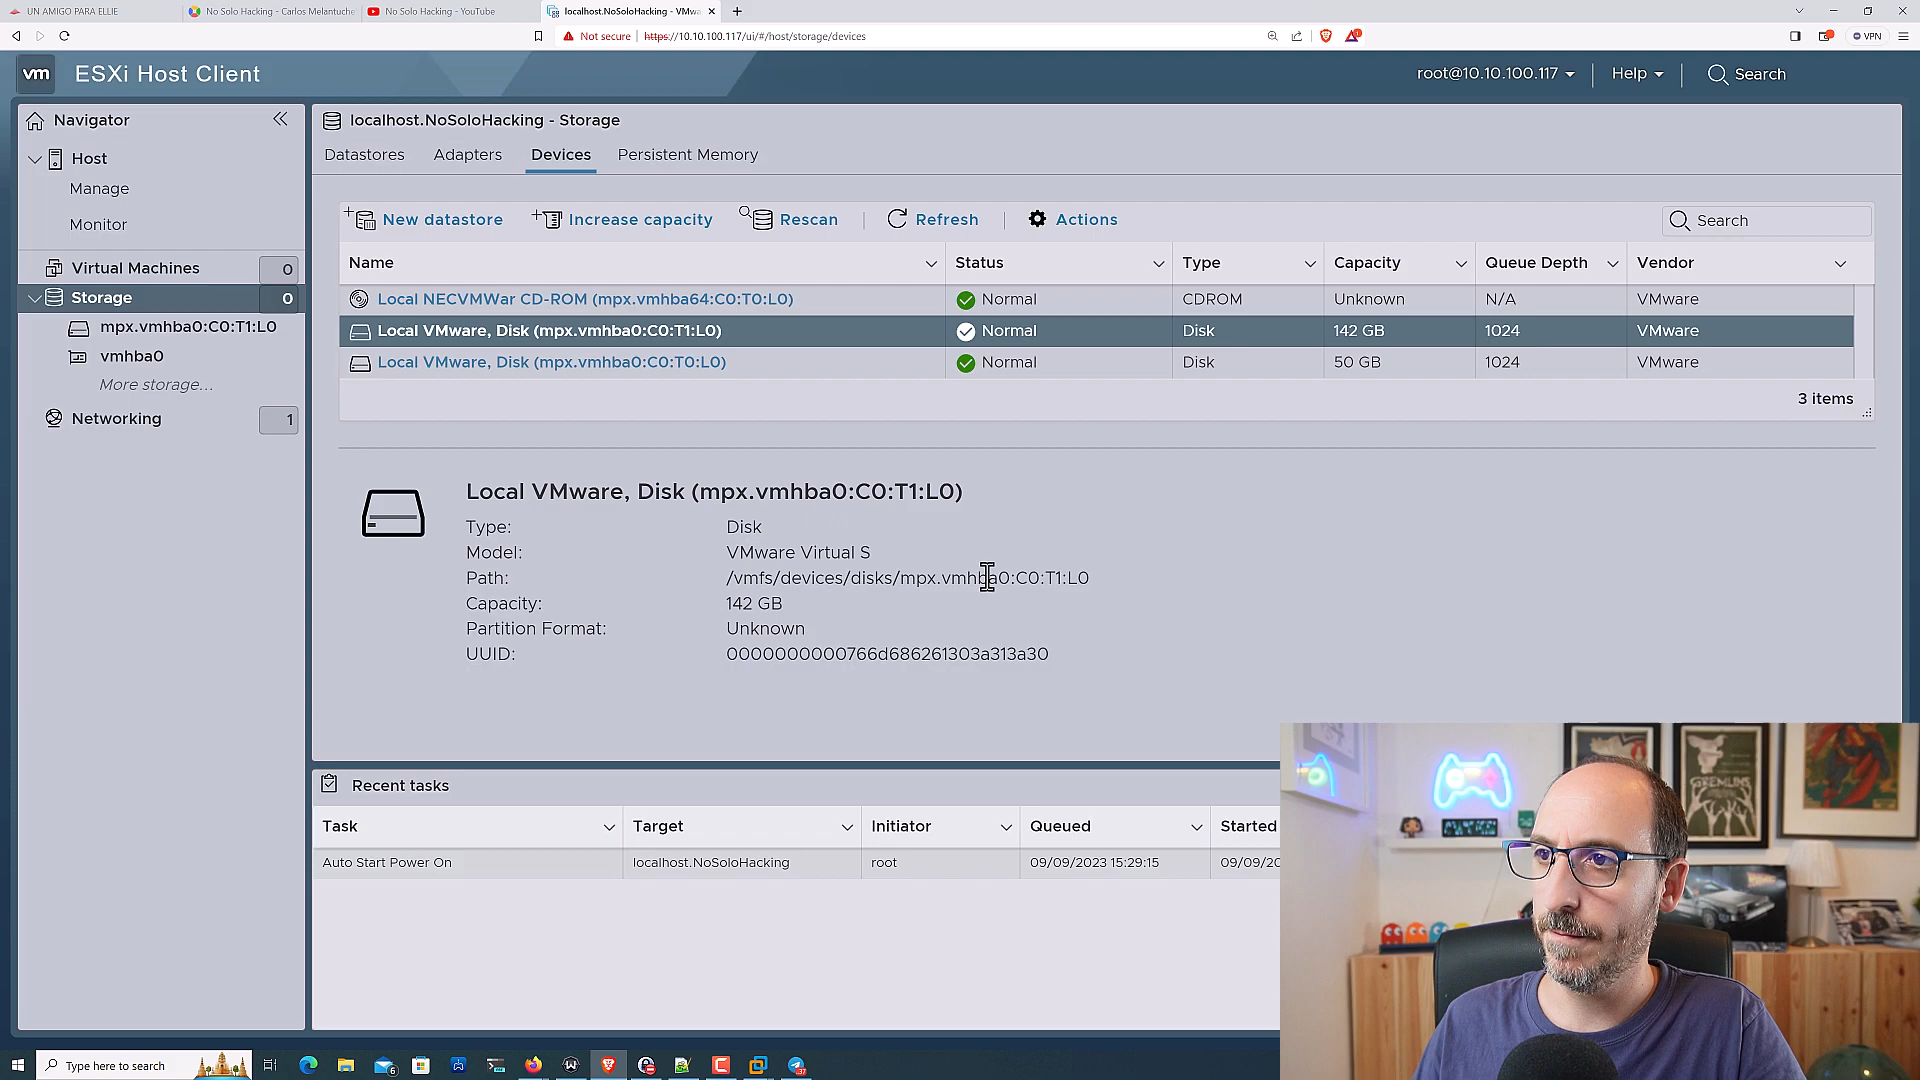 UN AMIGO PARA ELLIE
No Solo Hacking - Carlos Melantuche
No Solo Hacking - YouTube
localhost.NoSoloHacking - VMwa
Not secure
https://10.10.100.117/ui/#/host/storage/devices
VPN
vm
ESXi Host Client
root@10.10.100.117
Help
Search
Navigator
Host
Manage
Monitor
Virtual Machines
0
Storage
0
mpx.vmhba0:C0:T1:L0
vmhba0
More storage...
Networking
1
localhost.NoSoloHacking - Storage
Datastores Adapters Devices Persistent Memory
New datastore Increase capacity Rescan Refresh Actions
Search
Name Status Type Capacity Queue Depth Vendor
Local NECVMWar CD-ROM (mpx.vmhba64:C0:T0:L0) Normal CDROM Unknown N/A VMware
Local VMware, Disk (mpx.vmhba0:C0:T1:L0) Normal Disk 142 GB 1024 VMware
Local VMware, Disk (mpx.vmhba0:C0:T0:L0) Normal Disk 50 GB 1024 VMware
3 items
Local VMware, Disk (mpx.vmhba0:C0:T1:L0)
Type: Disk
Model: VMware Virtual S
Path: /vmfs/devices/disks/mpx.vmhba0:C0:T1:L0
Capacity: 142 GB
Partition Format: Unknown
UUID: 0000000000766d686261303a313a30
Recent tasks
Task Target Initiator Queued Started
Auto Start Power On localhost.NoSoloHacking root 09/09/2023 15:29:15 09/09/20
GREMLINS
Type here to search